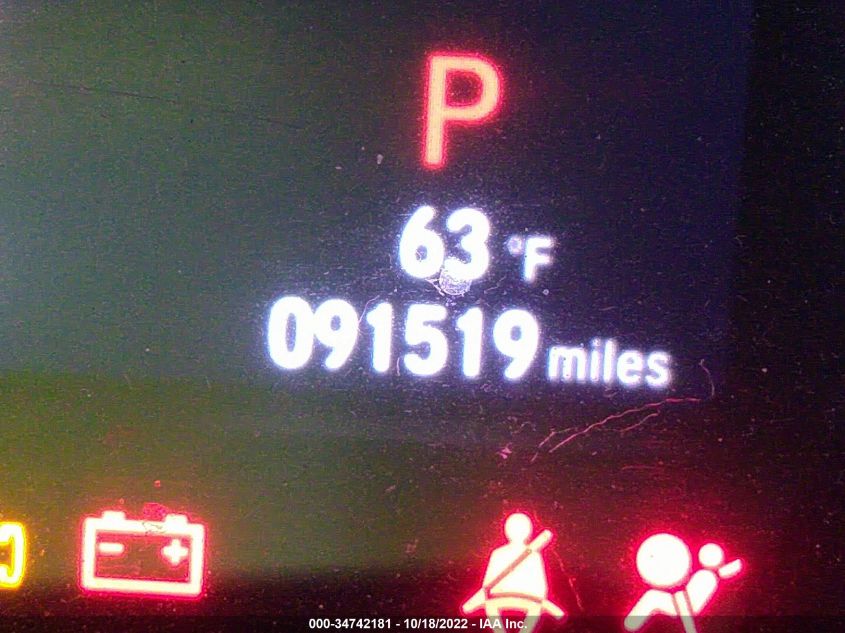 P
63 °F
091519 miles
000-34742181 - 10/18/2022 - IAA Inc.